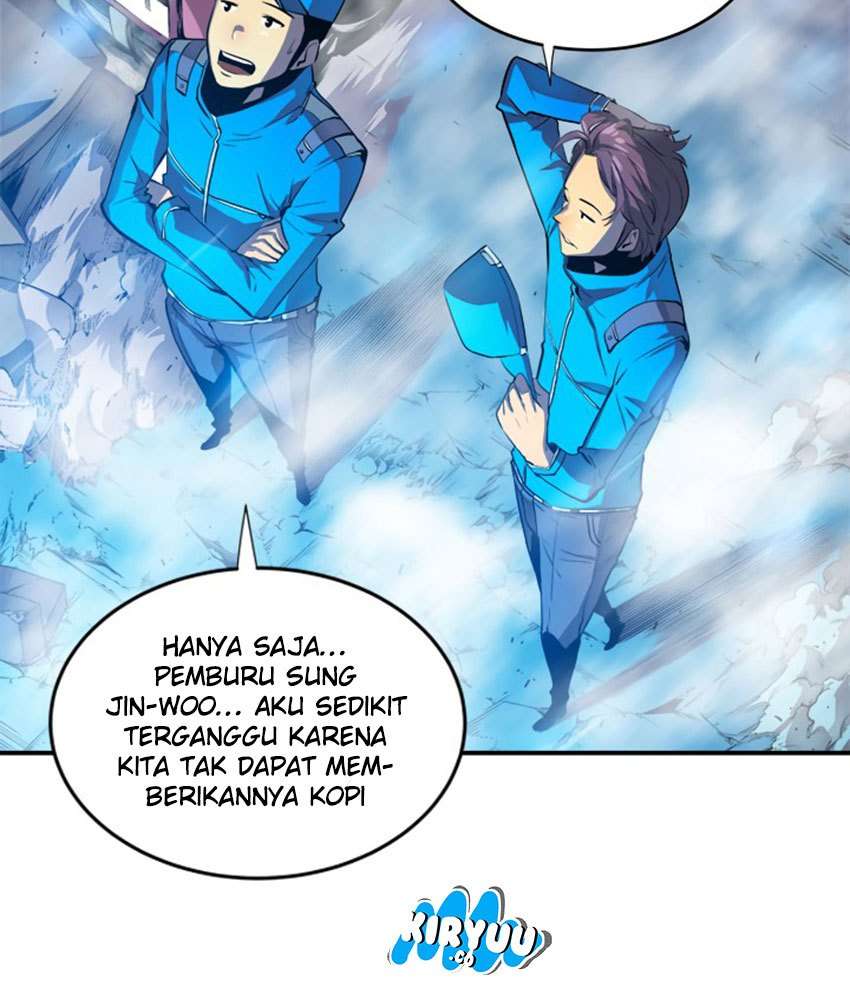 HANYA SAJA...
PEMBURU SUNG
JIN-WOO... AKU SEDIKIT
TERGANGGU KARENA
KITA TAK DAPAT MEM-
BERIKANNYA KOPI
KIRYUU
.CO